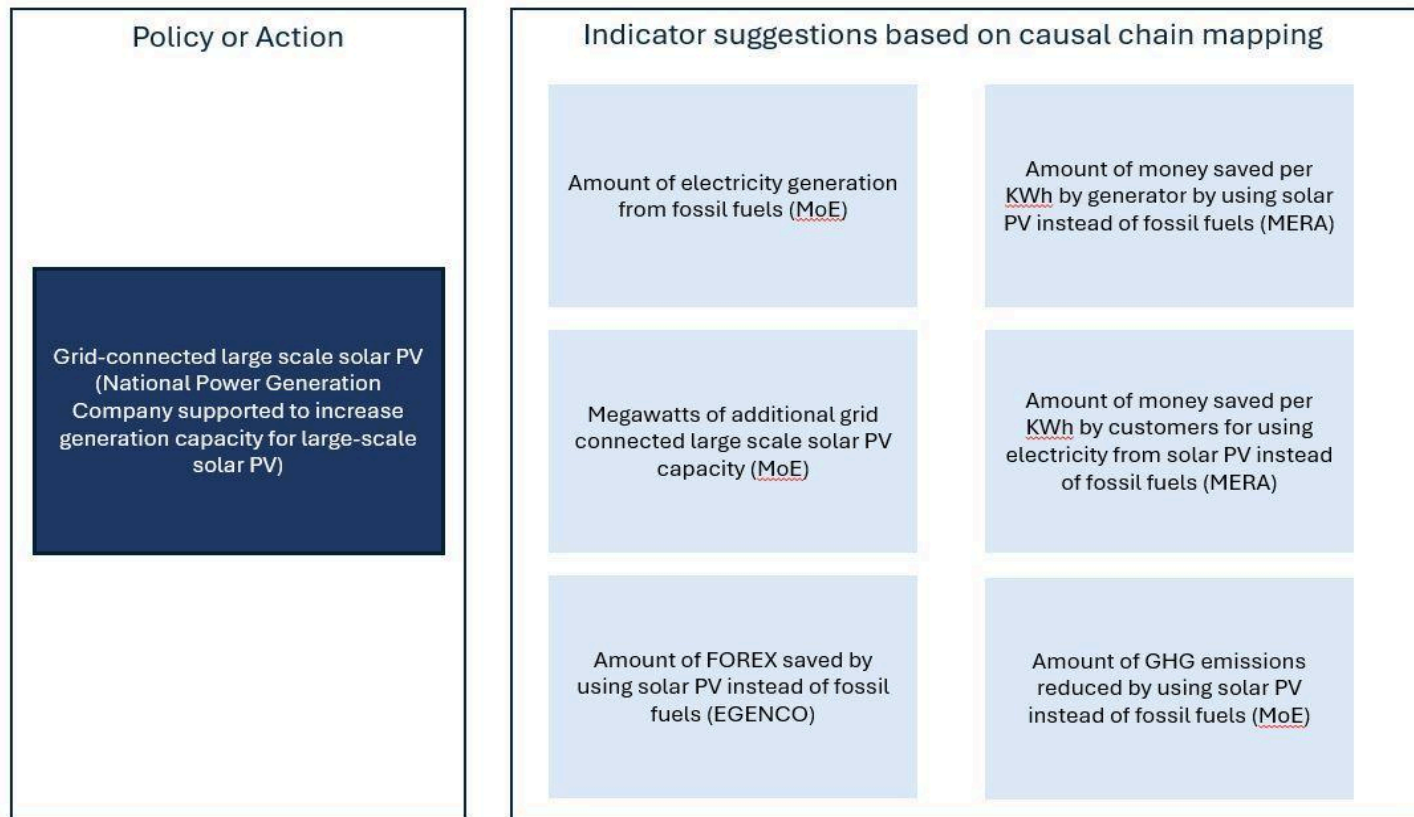 Policy or Action
Grid-connected large scale solar PV
(National Power Generation
Company supported to increase
generation capacity for large-scale
solar PV)
Indicator suggestions based on causal chain mapping
Amount of electricity generation
from fossil fuels (MoE)
Amount of money saved per
KWh by generator by using solar
PV instead of fossil fuels (MERA)
Megawatts of additional grid
connected large scale solar PV
capacity (MoE)
Amount of money saved per
KWh by customers for using
electricity from solar PV instead
of fossil fuels (MERA)
Amount of FOREX saved by
using solar PV instead of fossil
fuels (EGENCO)
Amount of GHG emissions
reduced by using solar PV
instead of fossil fuels (MoE)